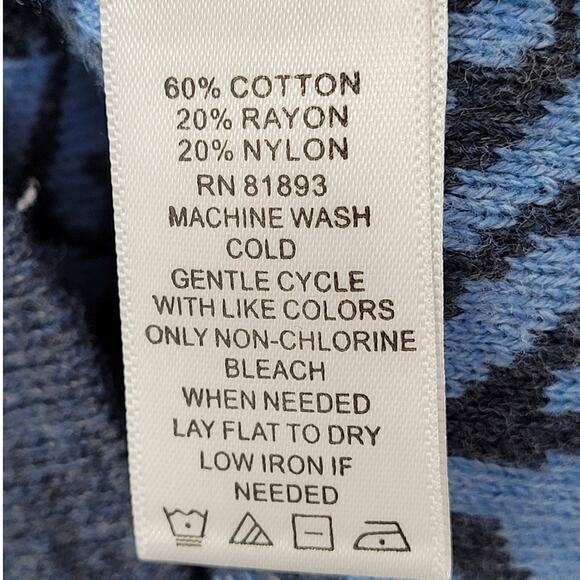 60% COTTON
20% RAYON
20% NYLON
RN 81893
MACHINE WASH
COLD
GENTLE CYCLE
WITH LIKE COLORS
ONLY NON-CHLORINE
BLEACH
WHEN NEEDED
LAY FLAT TO DRY
LOW IRON IF
NEEDED